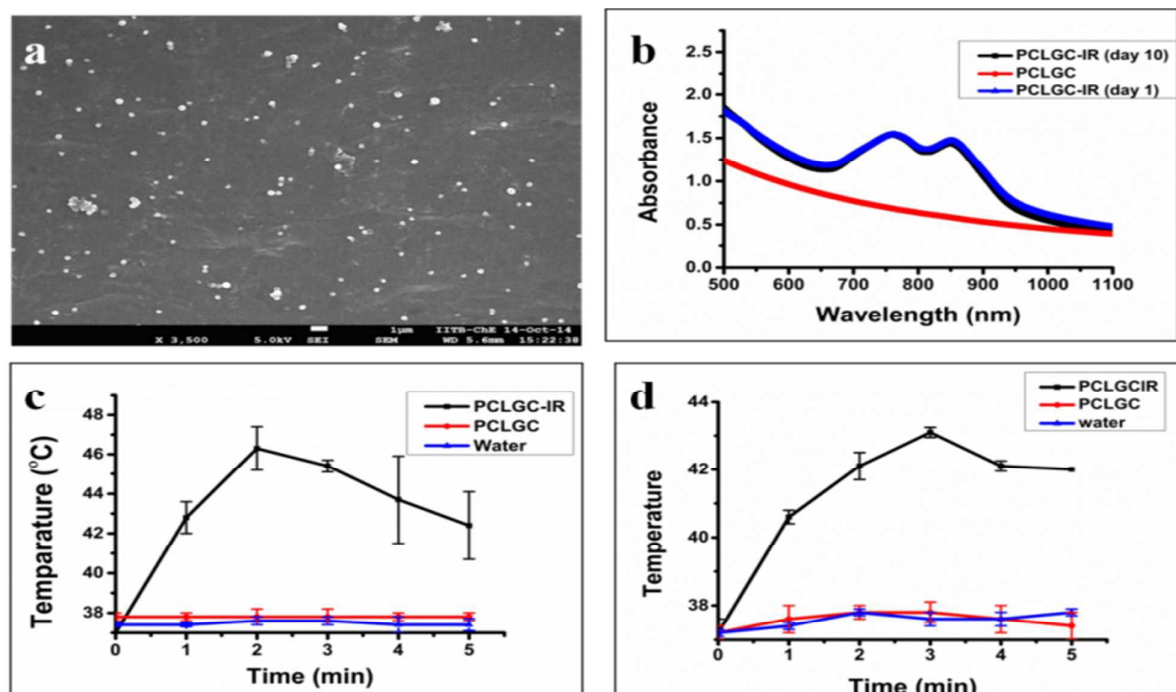 a
1μm IITB-ChE 14-Oct-14
X 3,500 5.0kV SEI SEM WD 5.6mm 15:22:38
b
PCLGC-IR (day 10)
PCLGC
PCLGC-IR (day 1)
2.5
2.0
1.5
1.0
0.5
0.0
500 600 700 800 900 1000 1100
Absorbance
Wavelength (nm)
c
PCLGC-IR
PCLGC
Water
48
46
44
42
40
38
0 1 2 3 4 5
Temparature (°C)
Time (min)
d
PCLGCIR
PCLGC
water
44
42
40
38
0 1 2 3 4 5
Temperature
Time (min)